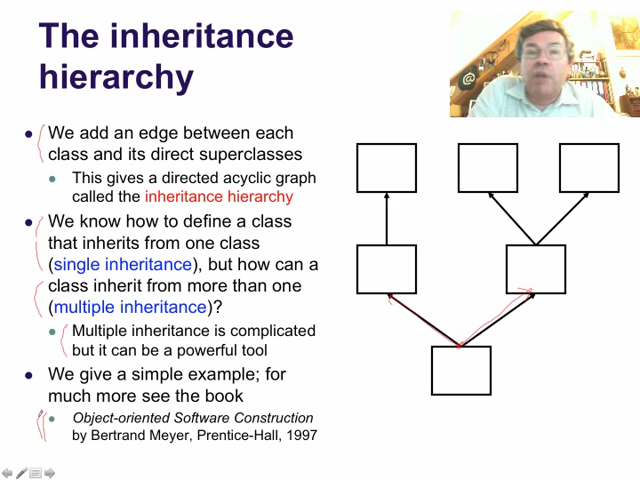 The inheritance
hierarchy
We add an edge between each
class and its direct superclasses
This gives a directed acyclic graph
called the inheritance hierarchy
We know how to define a class
that inherits from one class
(single inheritance), but how can a
class inherit from more than one
(multiple inheritance)?
Multiple inheritance is complicated
but it can be a powerful tool
We give a simple example; for
much more see the book
Object-oriented Software Construction
by Bertrand Meyer, Prentice-Hall, 1997